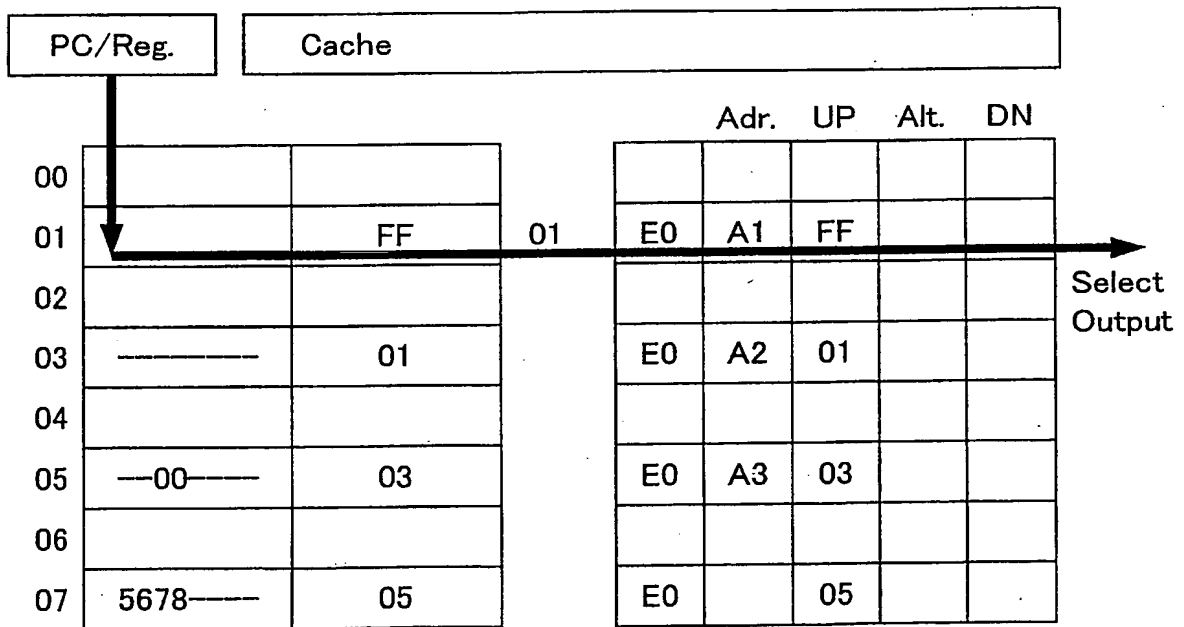 PC/Reg. Cache
Adr. UP Alt. DN
00
01 FF 01 E0 A1 FF
02
Select
Output
03 ---------- 01 E0 A2 01
04
05 ---00----- 03 E0 A3 03
06
07 5678---- 05 E0 05